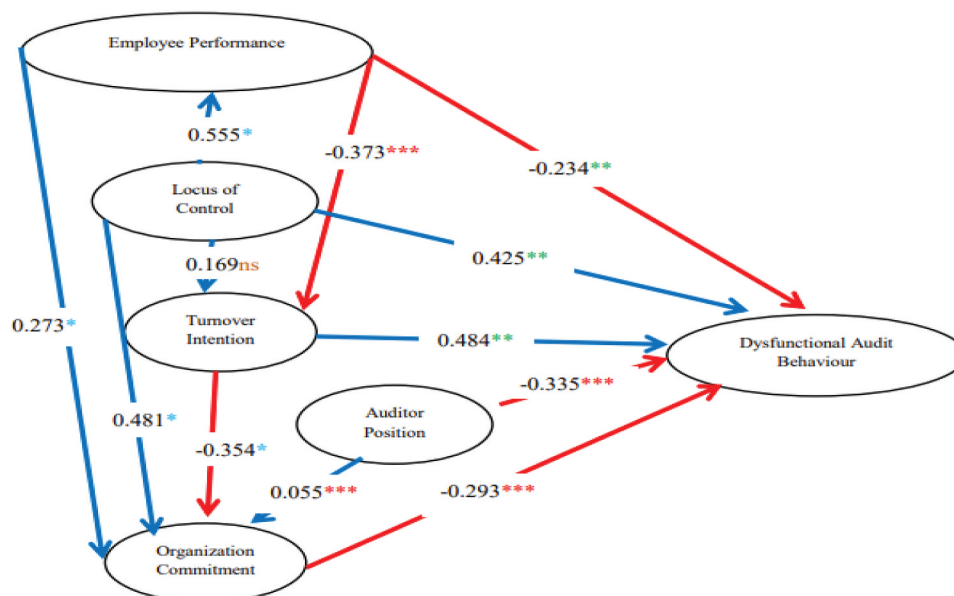 Employee Performance
0.555*
-0.373***
-0.234**
Locus of
Control
0.425**
0.169ns
0.273*
Turnover
Intention
0.484**
Dysfunctional Audit
Behaviour
-0.335***
0.481*
Auditor
Position
-0.354*
0.055***
-0.293***
Organization
Commitment